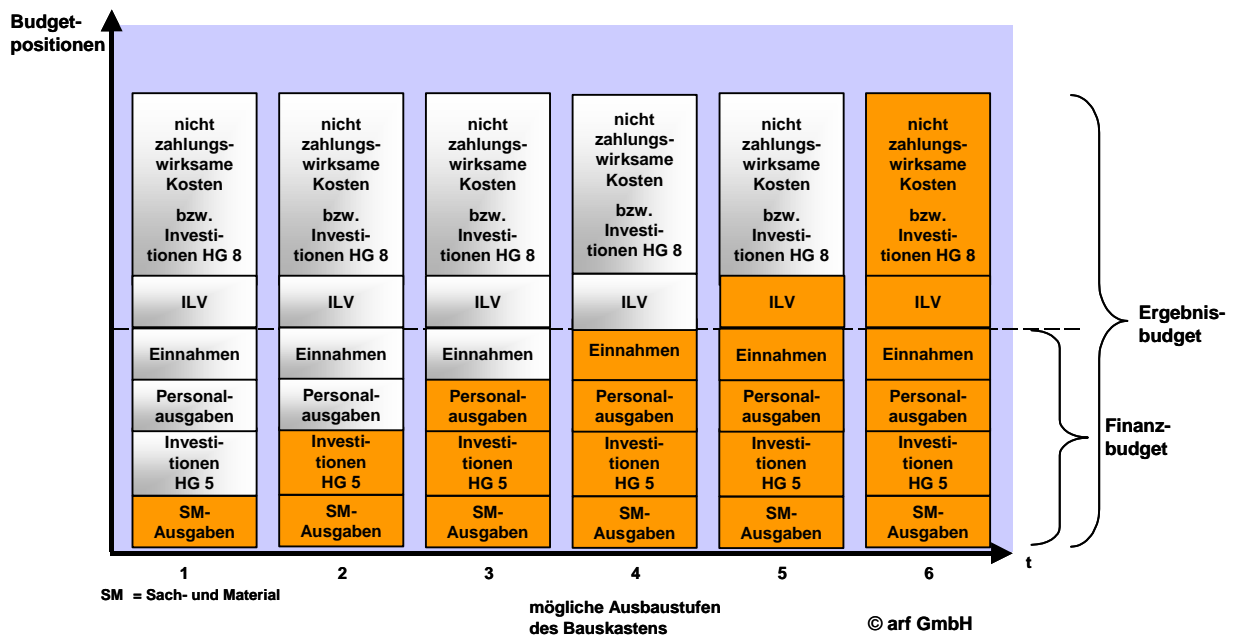 Budget-
positionen
nicht
zahlungs-
wirksame
Kosten
bzw.
Investi-
tionen HG 8
ILV
Einnahmen
Personal-
ausgaben
Investi-
tionen
HG 5
SM-
Ausgaben
nicht
zahlungs-
wirksame
Kosten
bzw.
Investi-
tionen HG 8
ILV
Einnahmen
Personal-
ausgaben
Investi-
tionen
HG 5
SM-
Ausgaben
nicht
zahlungs-
wirksame
Kosten
bzw.
Investi-
tionen HG 8
ILV
Einnahmen
Personal-
ausgaben
Investi-
tionen
HG 5
SM-
Ausgaben
nicht
zahlungs-
wirksame
Kosten
bzw.
Investi-
tionen HG 8
ILV
Einnahmen
Personal-
ausgaben
Investi-
tionen
HG 5
SM-
Ausgaben
nicht
zahlungs-
wirksame
Kosten
bzw.
Investi-
tionen HG 8
ILV
Einnahmen
Personal-
ausgaben
Investi-
tionen
HG 5
SM-
Ausgaben
nicht
zahlungs-
wirksame
Kosten
bzw.
Investi-
tionen HG 8
ILV
Einnahmen
Personal-
ausgaben
Investi-
tionen
HG 5
SM-
Ausgaben
Ergebnis-
budget
Finanz-
budget
t
1 2 3 4 5 6
SM = Sach- und Material
mögliche Ausbaustufen
des Bauskastens
© arf GmbH